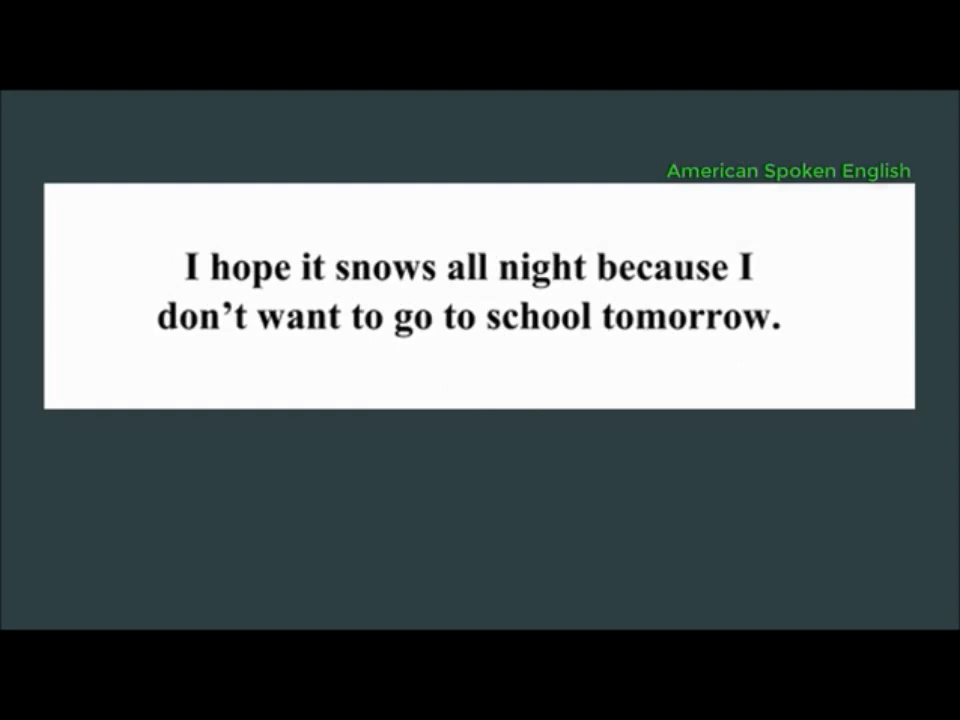 American Spoken English
I hope it snows all night because I
don’t want to go to school tomorrow.